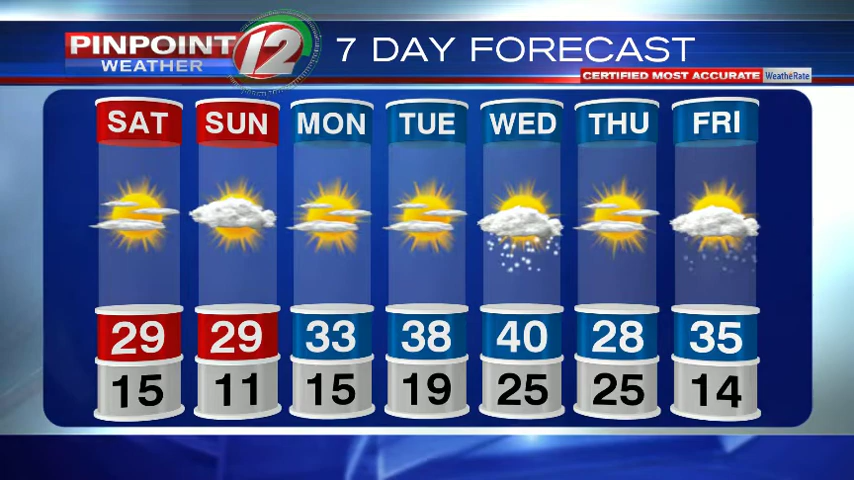 PINPOINT 12
WEATHER
7 DAY FORECAST
CERTIFIED MOST ACCURATE WeatheRate
SAT SUN MON TUE WED THU FRI
29 29 33 38 40 28 35
15 11 15 19 25 25 14